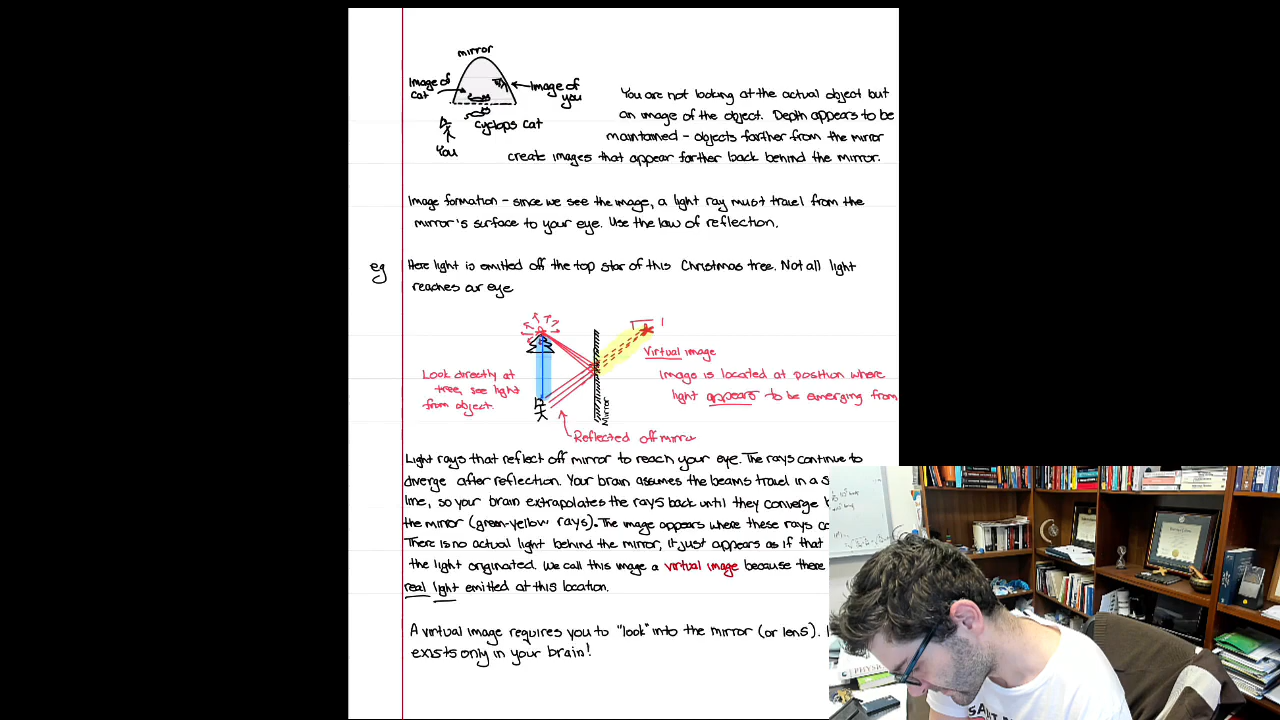 mirror
Image of
cat
Image of
you
cyclops cat
You
You are not looking at the actual object but
an image of the object. Depth appears to be
maintained - objects farther from the mirror
create images that appear farther back behind the mirror.
Image formation - since we see the image, a light ray must travel from the
mirror's surface to your eye. Use the law of reflection.
eg
Here light is emitted off the top star of this Christmas tree. Not all light
reaches our eye
Look directly at
tree, see light
from object.
Virtual image
Image is located at position where
light appears to be emerging from
Mirror
Reflected off mirror
Light rays that reflect off mirror to reach your eye. The rays continue to
diverge after reflection. Your brain assumes the beams travel in a
line, so your brain extrapolates the rays back until they converge
the mirror (green-yellow rays). The image appears where these rays
There is no actual light behind the mirror, it just appears as if that
the light originated. We call this image a virtual image because there
real light emitted at this location.
A virtual image requires you to "look" into the mirror (or lens).
exists only in your brain!